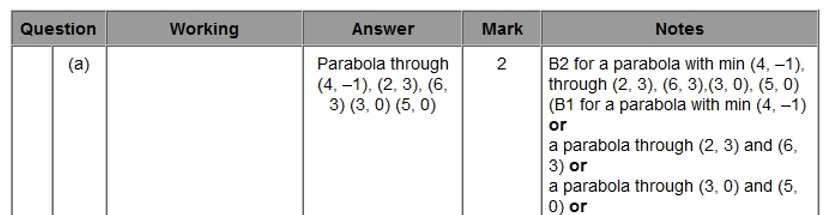 Question Working Answer Mark Notes
(a) Parabola through 2 B2 for a parabola with min (4, –1),
(4, –1), (2, 3), (6, through (2, 3), (6, 3),(3, 0), (5, 0)
3) (3, 0) (5, 0) (B1 for a parabola with min (4, –1)
or
a parabola through (2, 3) and (6,
3) or
a parabola through (3, 0) and (5,
0) or